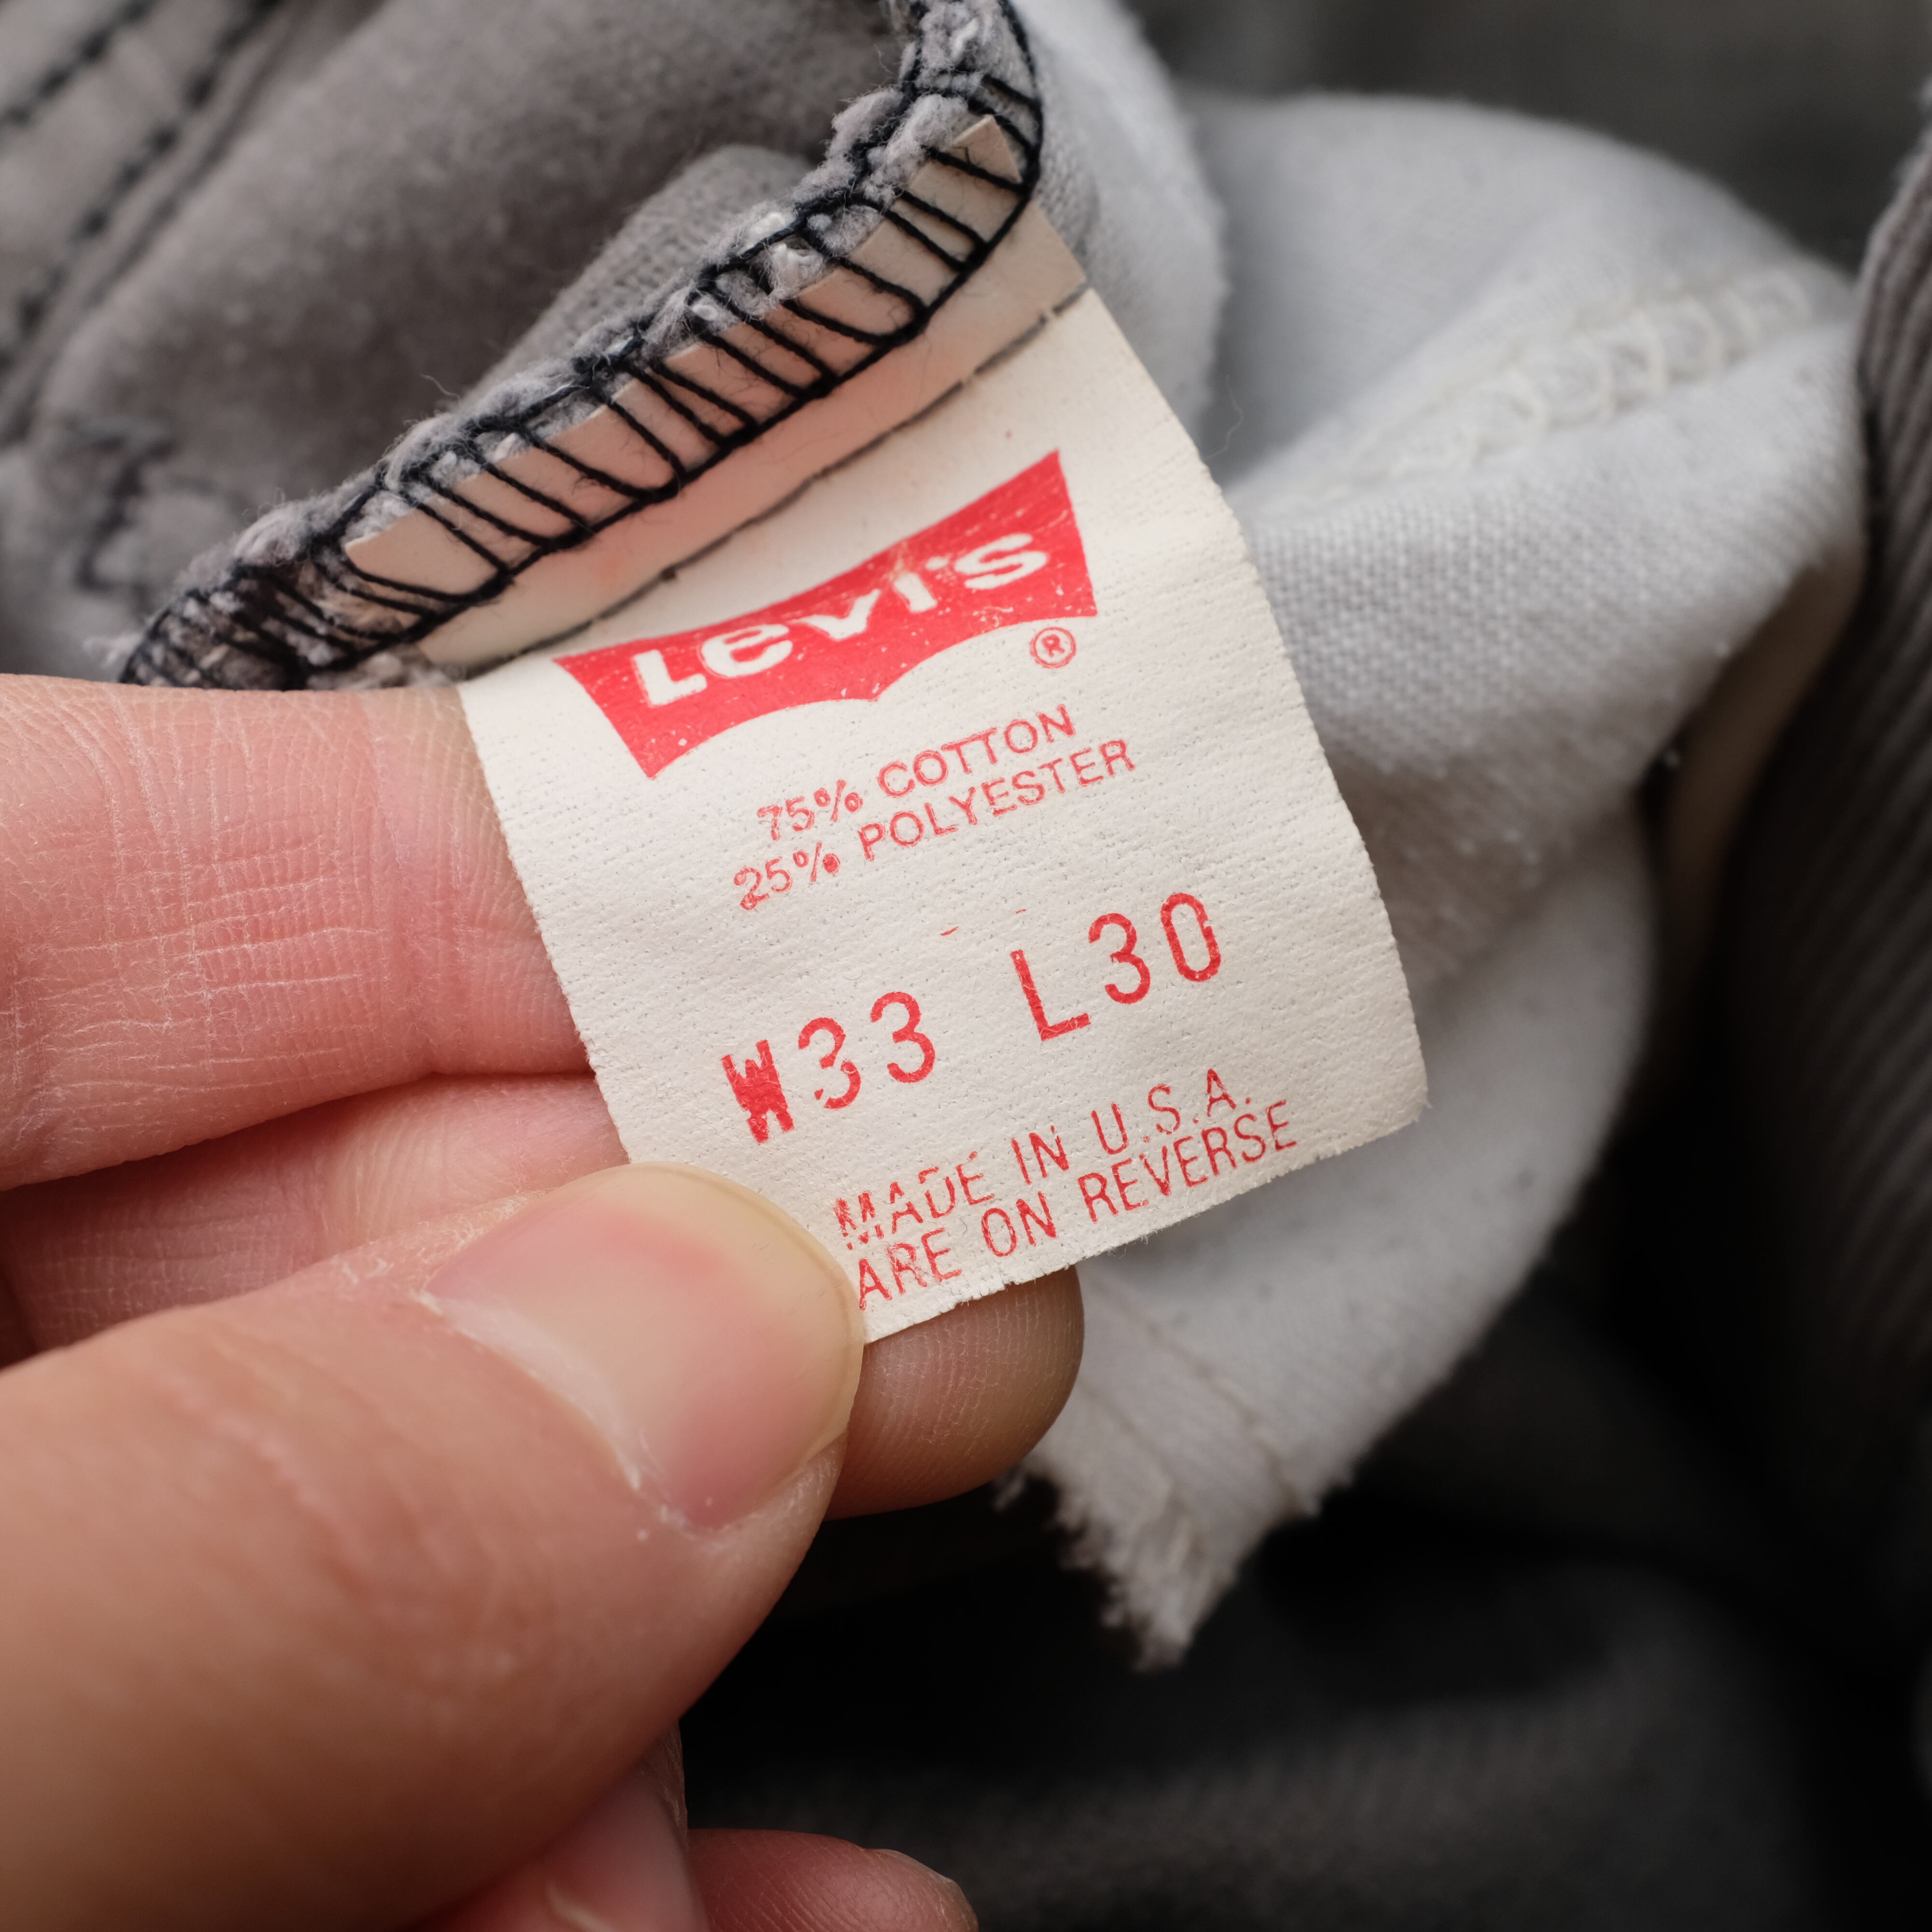 Levi's
®
75% COTTON
25% POLYESTER
W33 L30
MADE IN U.S.A.
ARE ON REVERSE